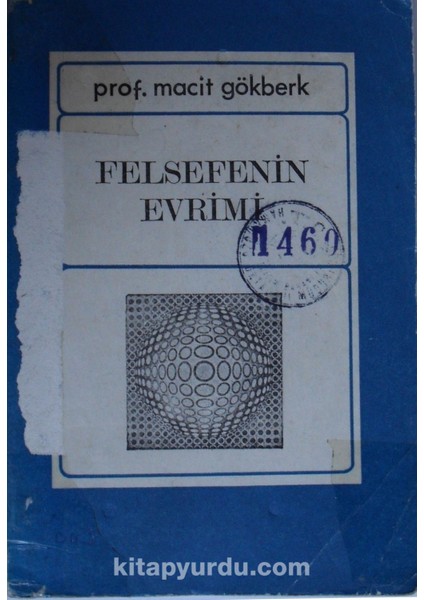 prof. macit gökberk
FELSEFENİN
EVRİMİ
1460
kitapyurdu.com